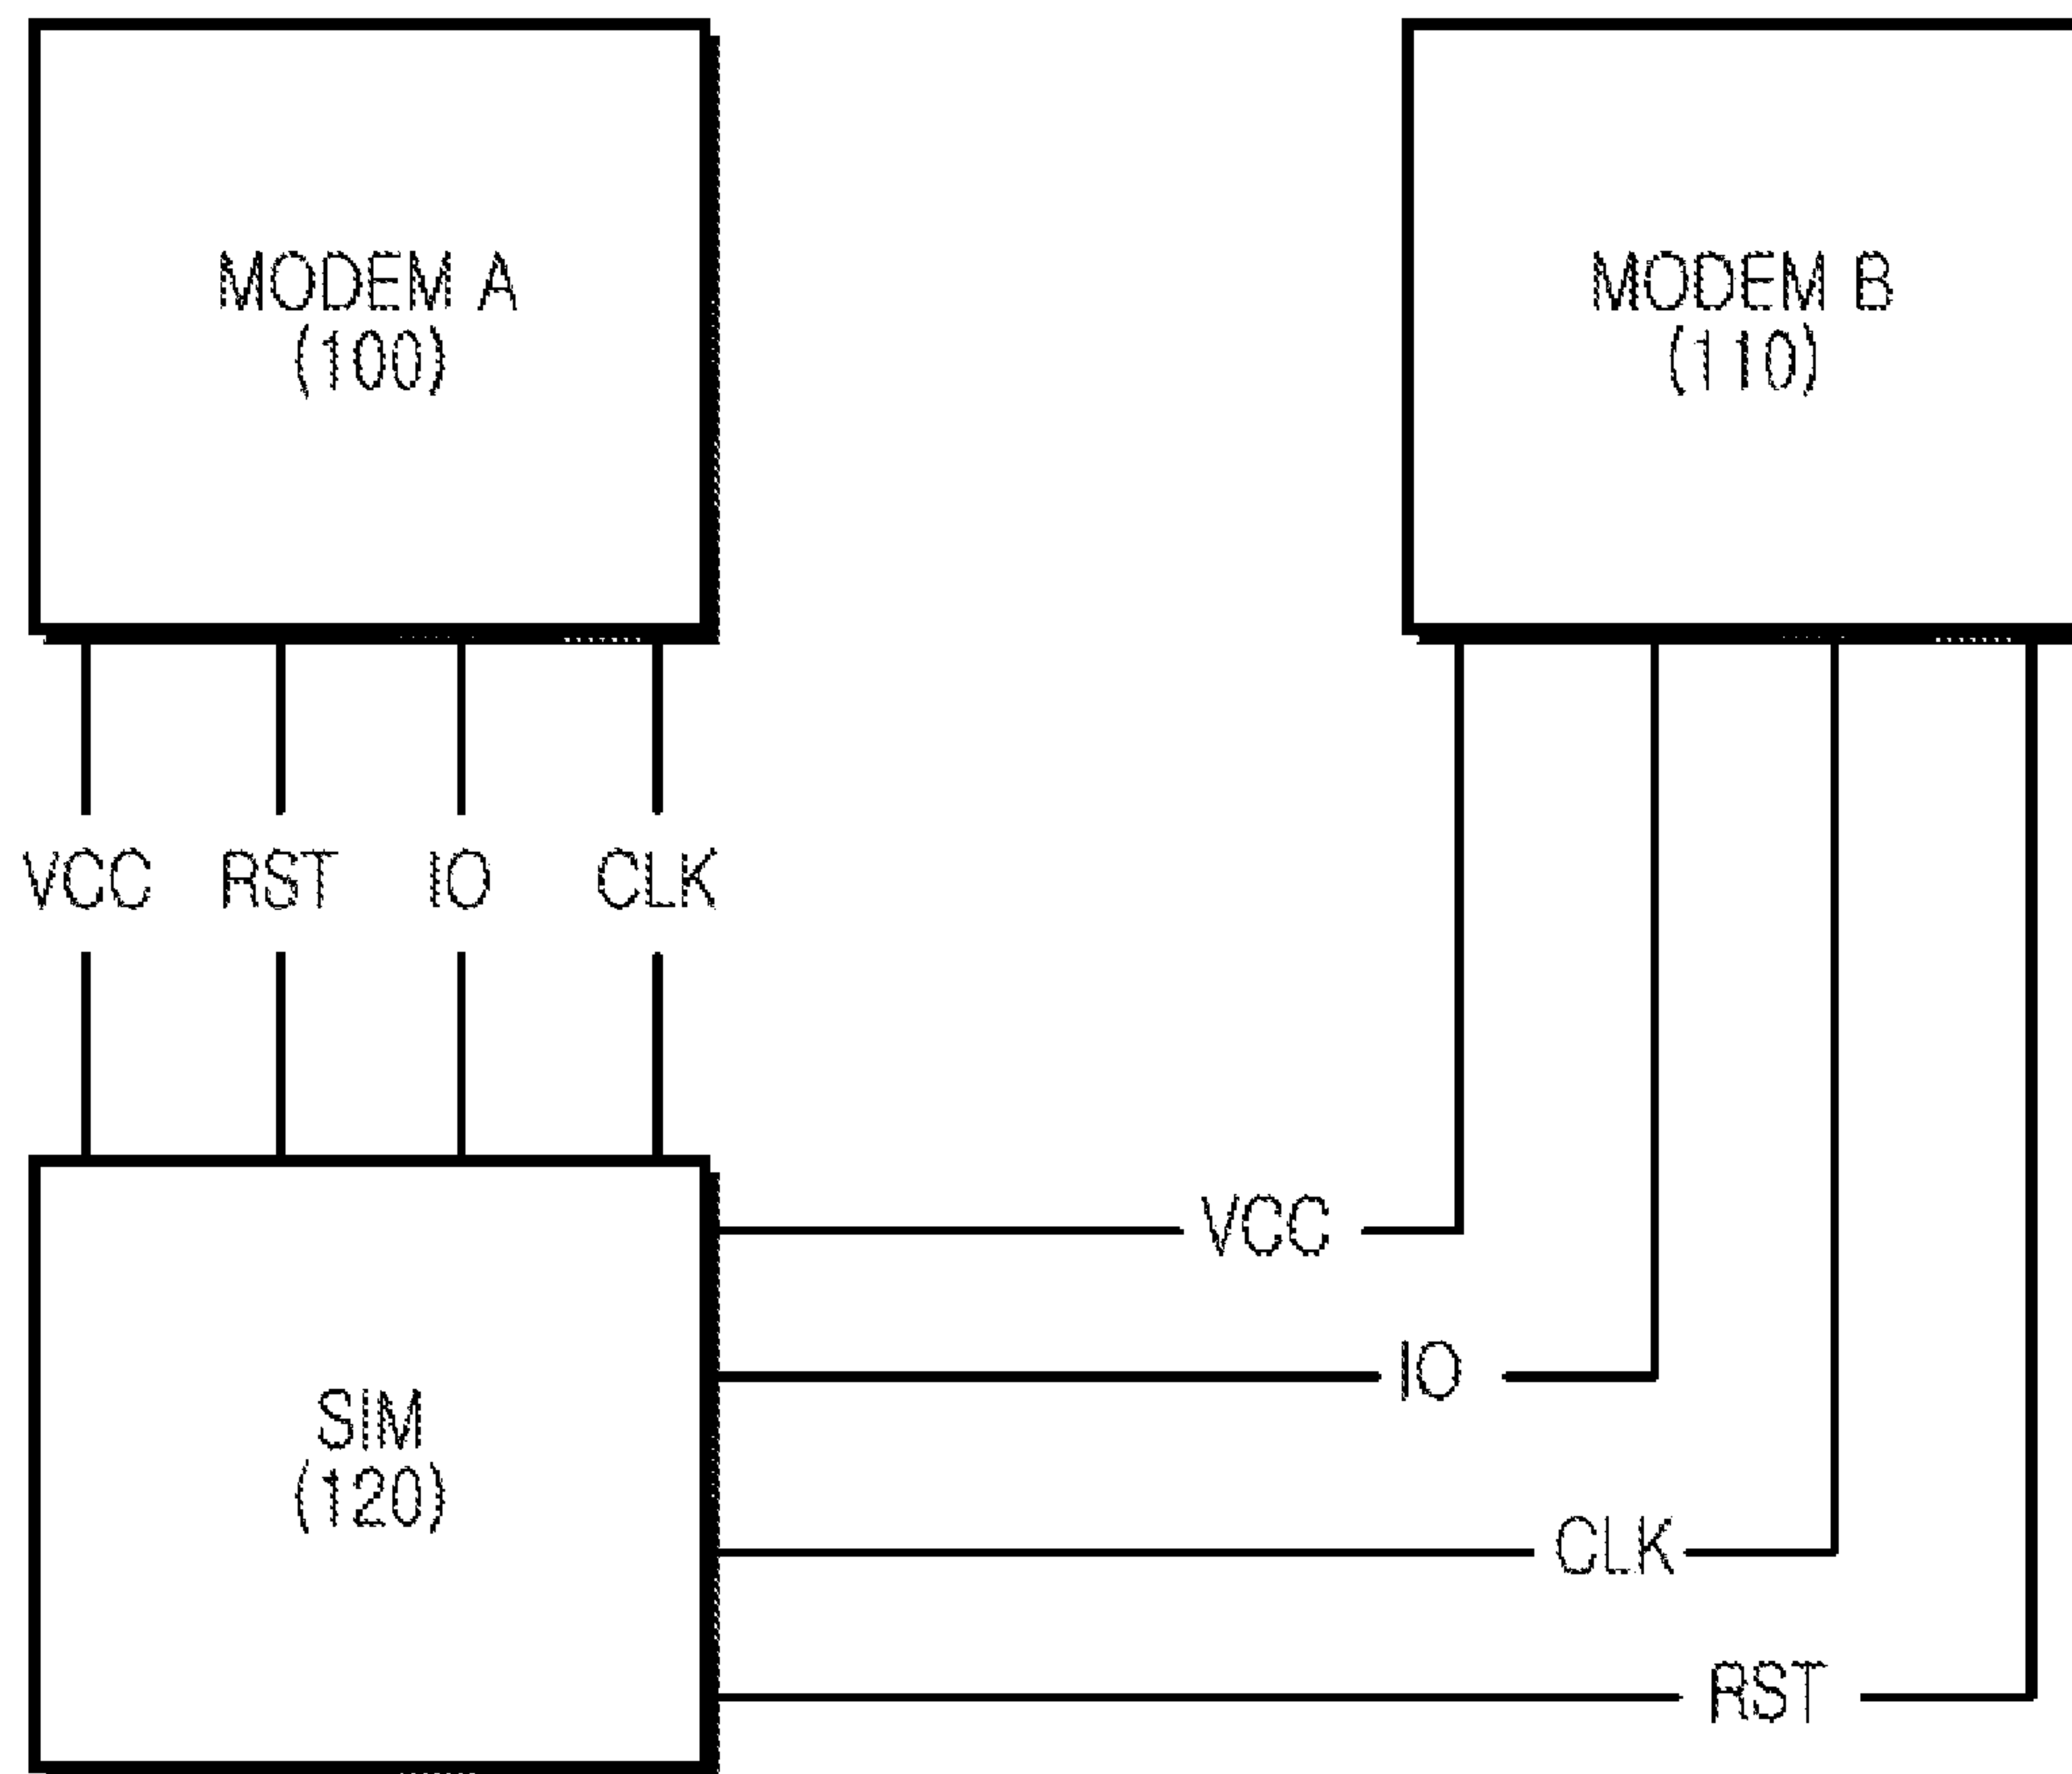 MODEM A
(100)
MODEM B
(110)
VCC RST IO CLK
VCC
IO
SIM
(120)
CLK
RST